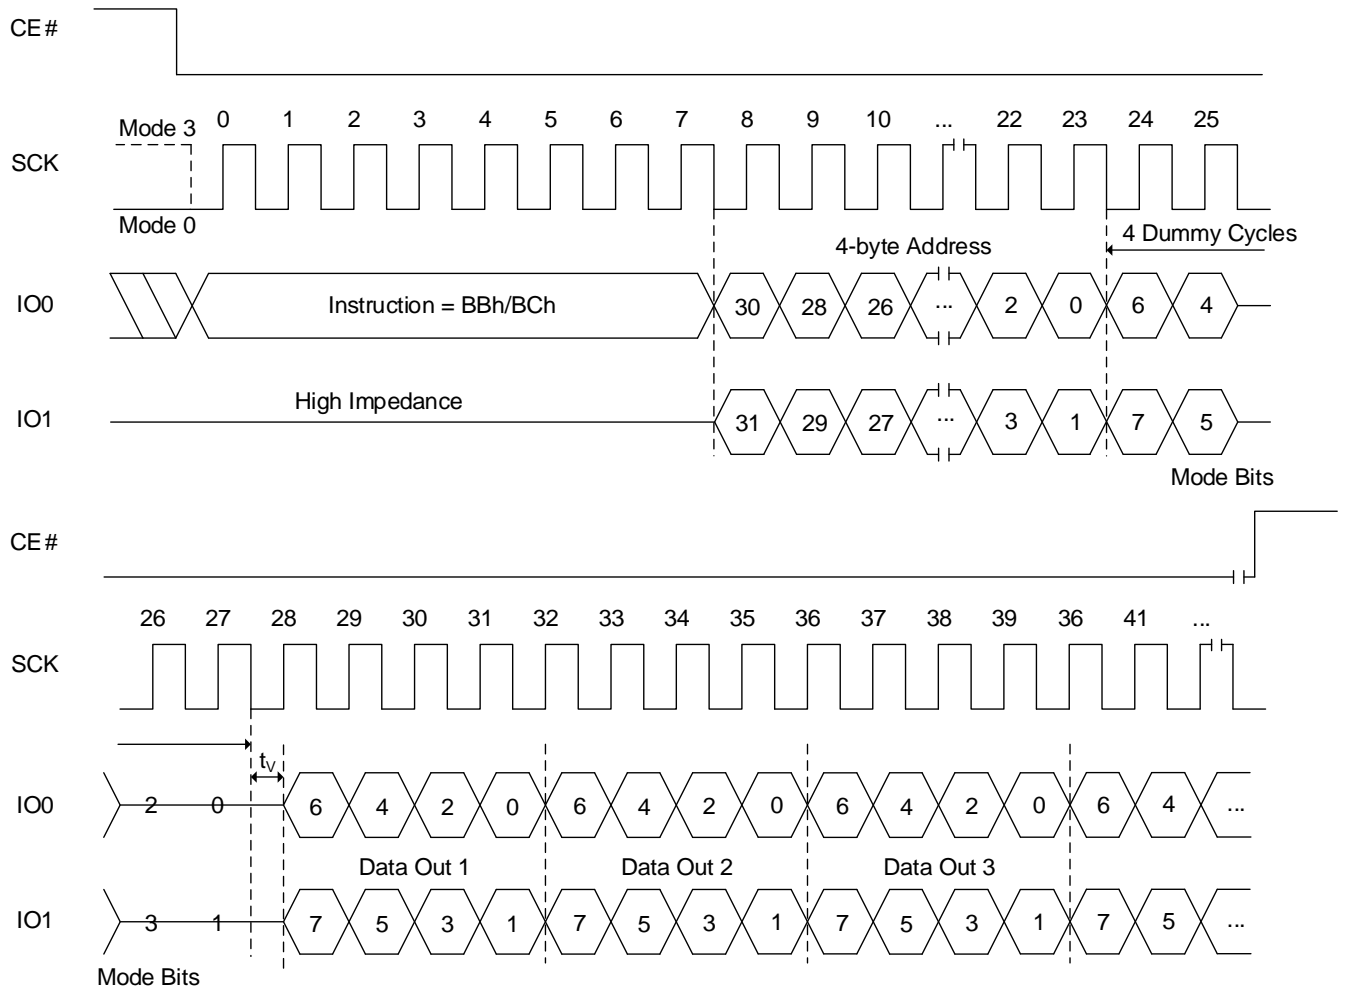 CE#
Mode 3 0 1 2 3 4 5 6 7 8 9 10 ... 22 23 24 25
SCK
Mode 0
4-byte Address 4 Dummy Cycles
IO0 Instruction = BBh/BCh 30 28 26 ... 2 0 6 4
High Impedance
IO1 31 29 27 ... 3 1 7 5
Mode Bits
CE#
26 27 28 29 30 31 32 33 34 35 36 37 38 39 36 41 ...
SCK
tV
IO0 2 0 6 4 2 0 6 4 2 0 6 4 2 0 6 4 ...
Data Out 1 Data Out 2 Data Out 3
IO1 3 1 7 5 3 1 7 5 3 1 7 5 3 1 7 5 ...
Mode Bits